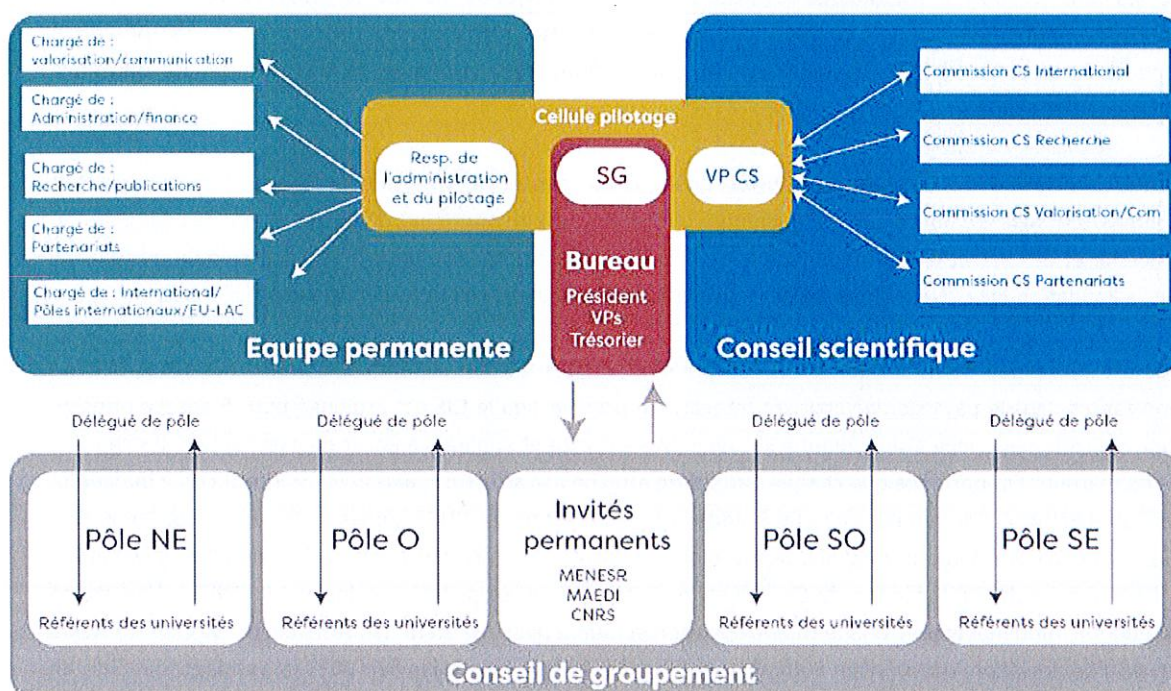 Chargé de :
valorisation/communication
Chargé de :
Administration/finance
Chargé de :
Recherche/publications
Chargé de :
Partenariats
Chargé de : International/
Pôles internationaux/EU-LAC
Equipe permanente
Cellule pilotage
Resp. de
l'administration
et du pilotage
SG
VP CS
Bureau
Président
VPs
Trésorier
Commission CS International
Commission CS Recherche
Commission CS Valorisation/Com
Commission CS Partenariats
Conseil scientifique
Délégué de pôle
Pôle NE
Référents des universités
Délégué de pôle
Pôle O
Référents des universités
Invités
permanents
MENESR
MAEDI
CNRS
Délégué de pôle
Pôle SO
Référents des universités
Délégué de pôle
Pôle SE
Référents des universités
Conseil de groupement